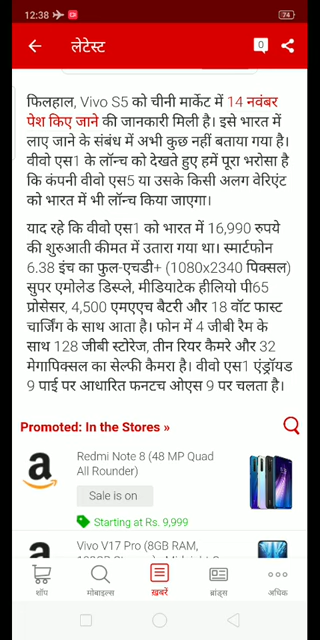 12:38
74
लेटेस्ट
0
फिलहाल, Vivo S5 को चीनी मार्केट में 14 नवंबर
पेश किए जाने की जानकारी मिली है। इसे भारत में
लाए जाने के संबंध में अभी कुछ नहीं बताया गया है।
वीवो एस1 के लॉन्च को देखते हुए हमें पूरा भरोसा है
कि कंपनी वीवो एस5 या उसके किसी अलग वेरिएंट
को भारत में भी लॉन्च किया जाएगा।
याद रहे कि वीवो एस1 को भारत में 16,990 रुपये
की शुरुआती कीमत में उतारा गया था। स्मार्टफोन
6.38 इंच का फुल-एचडी+ (1080x2340 पिक्सल)
सुपर एमोलेड डिस्प्ले, मीडियाटेक हीलियो पी65
प्रोसेसर, 4,500 एमएएच बैटरी और 18 वॉट फास्ट
चार्जिंग के साथ आता है। फोन में 4 जीबी रैम के
साथ 128 जीबी स्टोरेज, तीन रियर कैमरे और 32
मेगापिक्सल का सेल्फी कैमरा है। वीवो एस1 एंड्रॉयड
9 पाई पर आधारित फनटच ओएस 9 पर चलता है।
Promoted: In the Stores »
a
Redmi Note 8 (48 MP Quad
All Rounder)
Sale is on
Starting at Rs. 9,999
Vivo V17 Pro (8GB RAM,
शॉप
मोबाइल्स
ख़बरें
ब्रांड्स
अधिक